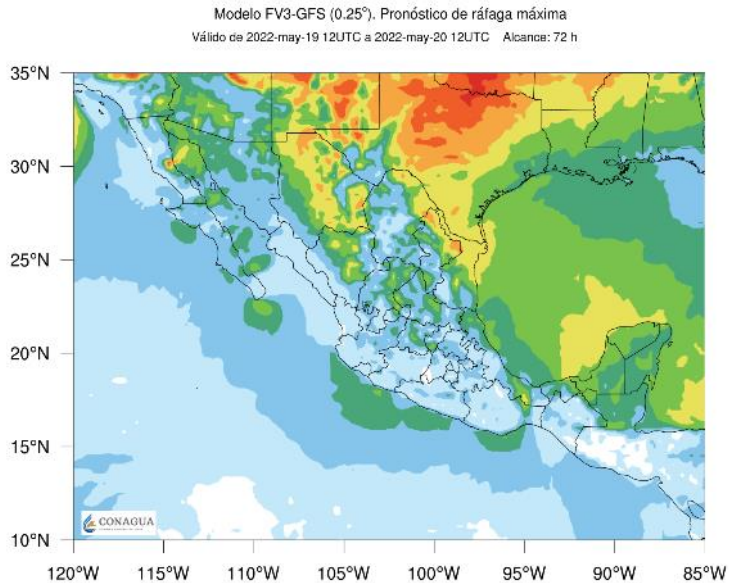 Modelo FV3-GFS (0.25°). Pronóstico de ráfaga máxima
Válido de 2022-may-19 12UTC a 2022-may-20 12UTC Alcance: 72 h
35°N
30°N
25°N
20°N
15°N
10°N
CONAGUA
120°W 115°W 110°W 105°W 100°W 95°W 90°W 85°W